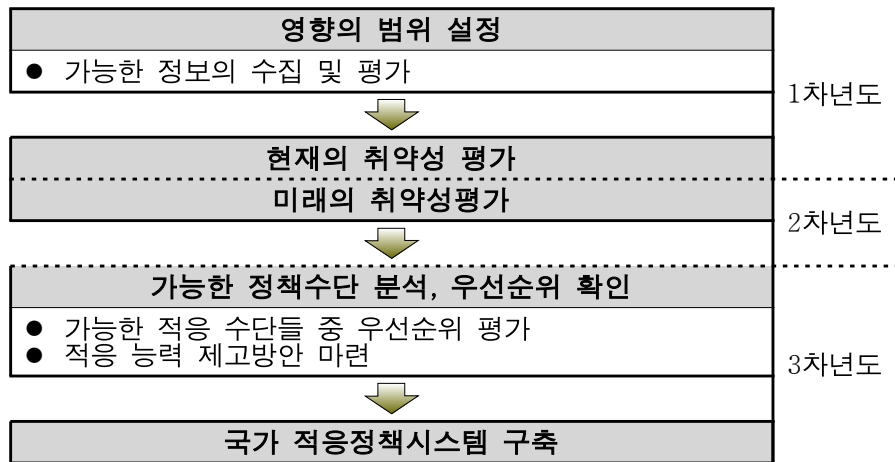 영향의 범위 설정
● 가능한 정보의 수집 및 평가
1차년도
현재의 취약성 평가
미래의 취약성평가
2차년도
가능한 정책수단 분석, 우선순위 확인
● 가능한 적응 수단들 중 우선순위 평가
● 적응 능력 제고방안 마련
3차년도
국가 적응정책시스템 구축